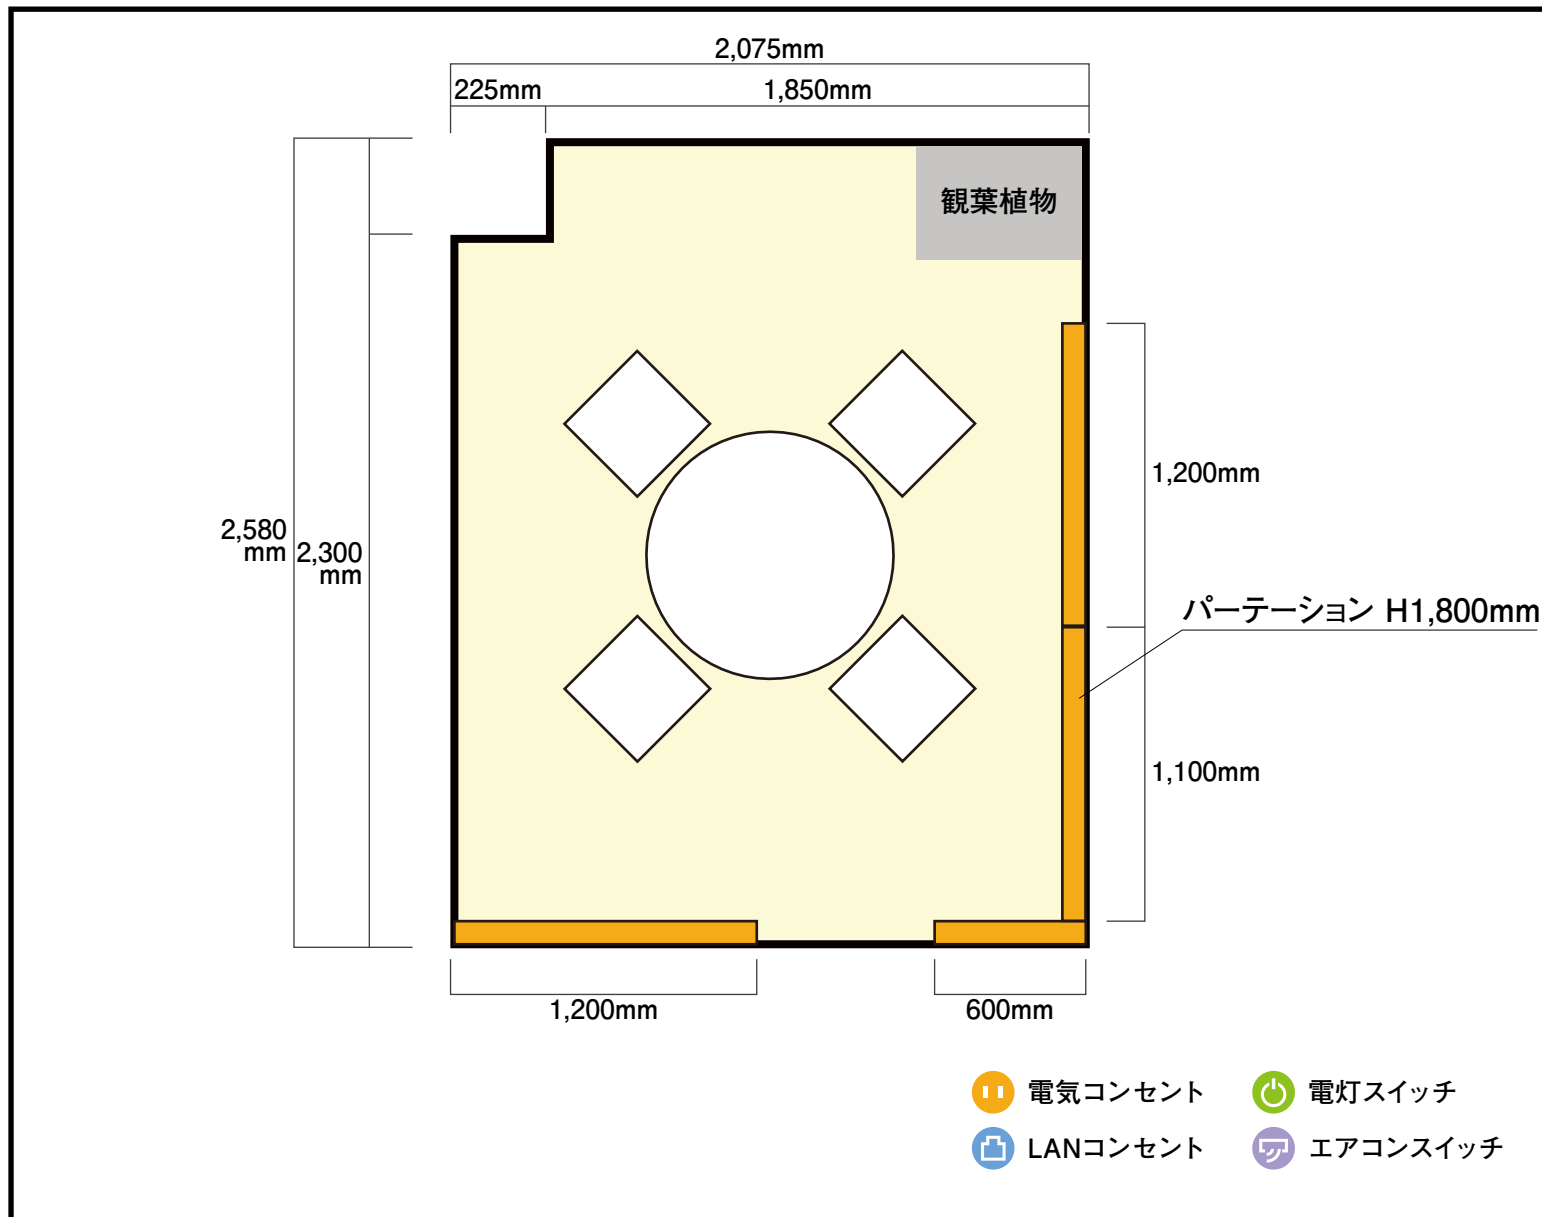 2,075mm
225mm
1,850mm
観葉植物
1,200mm
2,580
mm
2,300
mm
パーテーション H1,800mm
1,100mm
1,200mm
600mm
電気コンセント
電灯スイッチ
LANコンセント
エアコンスイッチ